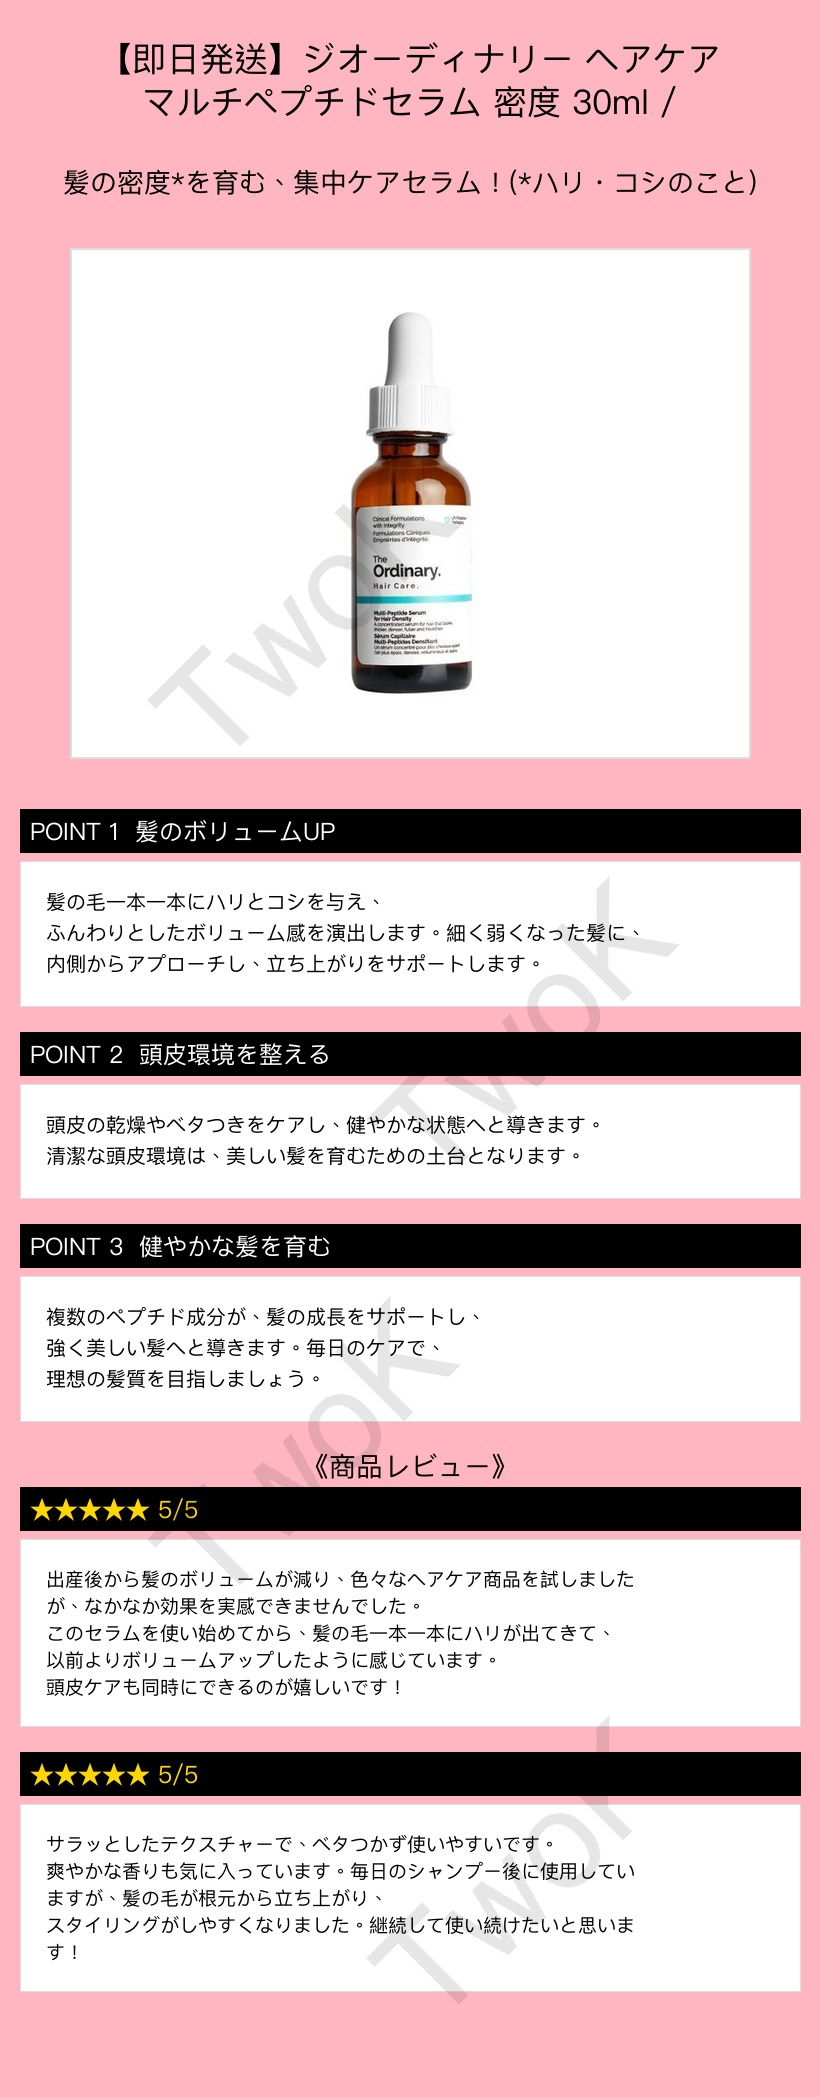 【即日発送】ジオーディナリー ヘアケア
マルチペプチドセラム 密度 30ml /
髪の密度*を育む、集中ケアセラム！(*ハリ・コシのこと)
Clinical Formulations
with Integrity
Formulations Cliniques
Empreintes d'Intégrité.
The
Ordinary.
Hair Care.
Multi-Peptide Serum
for Hair Density
A concentrated serum for hair that looks
thicker, denser, fuller and healthier
Sérum Capillaire
Multi-Peptides Densifiant
Un sérum concentré pour des cheveux ayant
l'air plus épais, denses, volumineux et sains
TwoK
POINT 1 髪のボリュームUP
髪の毛一本一本にハリとコシを与え、
ふんわりとしたボリューム感を演出します。細く弱くなった髪に、
内側からアプローチし、立ち上がりをサポートします。
TwoK
POINT 2 頭皮環境を整える
頭皮の乾燥やベタつきをケアし、健やかな状態へと導きます。
清潔な頭皮環境は、美しい髪を育むための土台となります。
POINT 3 健やかな髪を育む
複数のペプチド成分が、髪の成長をサポートし、
強く美しい髪へと導きます。毎日のケアで、
理想の髪質を目指しましょう。
TwoK
《商品レビュー》
★★★★★ 5/5
出産後から髪のボリュームが減り、色々なヘアケア商品を試しました
が、なかなか効果を実感できませんでした。
このセラムを使い始めてから、髪の毛一本一本にハリが出てきて、
以前よりボリュームアップしたように感じています。
頭皮ケアも同時にできるのが嬉しいです！
★★★★★ 5/5
サラッとしたテクスチャーで、ベタつかず使いやすいです。
爽やかな香りも気に入っています。毎日のシャンプー後に使用してい
ますが、髪の毛が根元から立ち上がり、
スタイリングがしやすくなりました。継続して使い続けたいと思いま
す！
TwoK